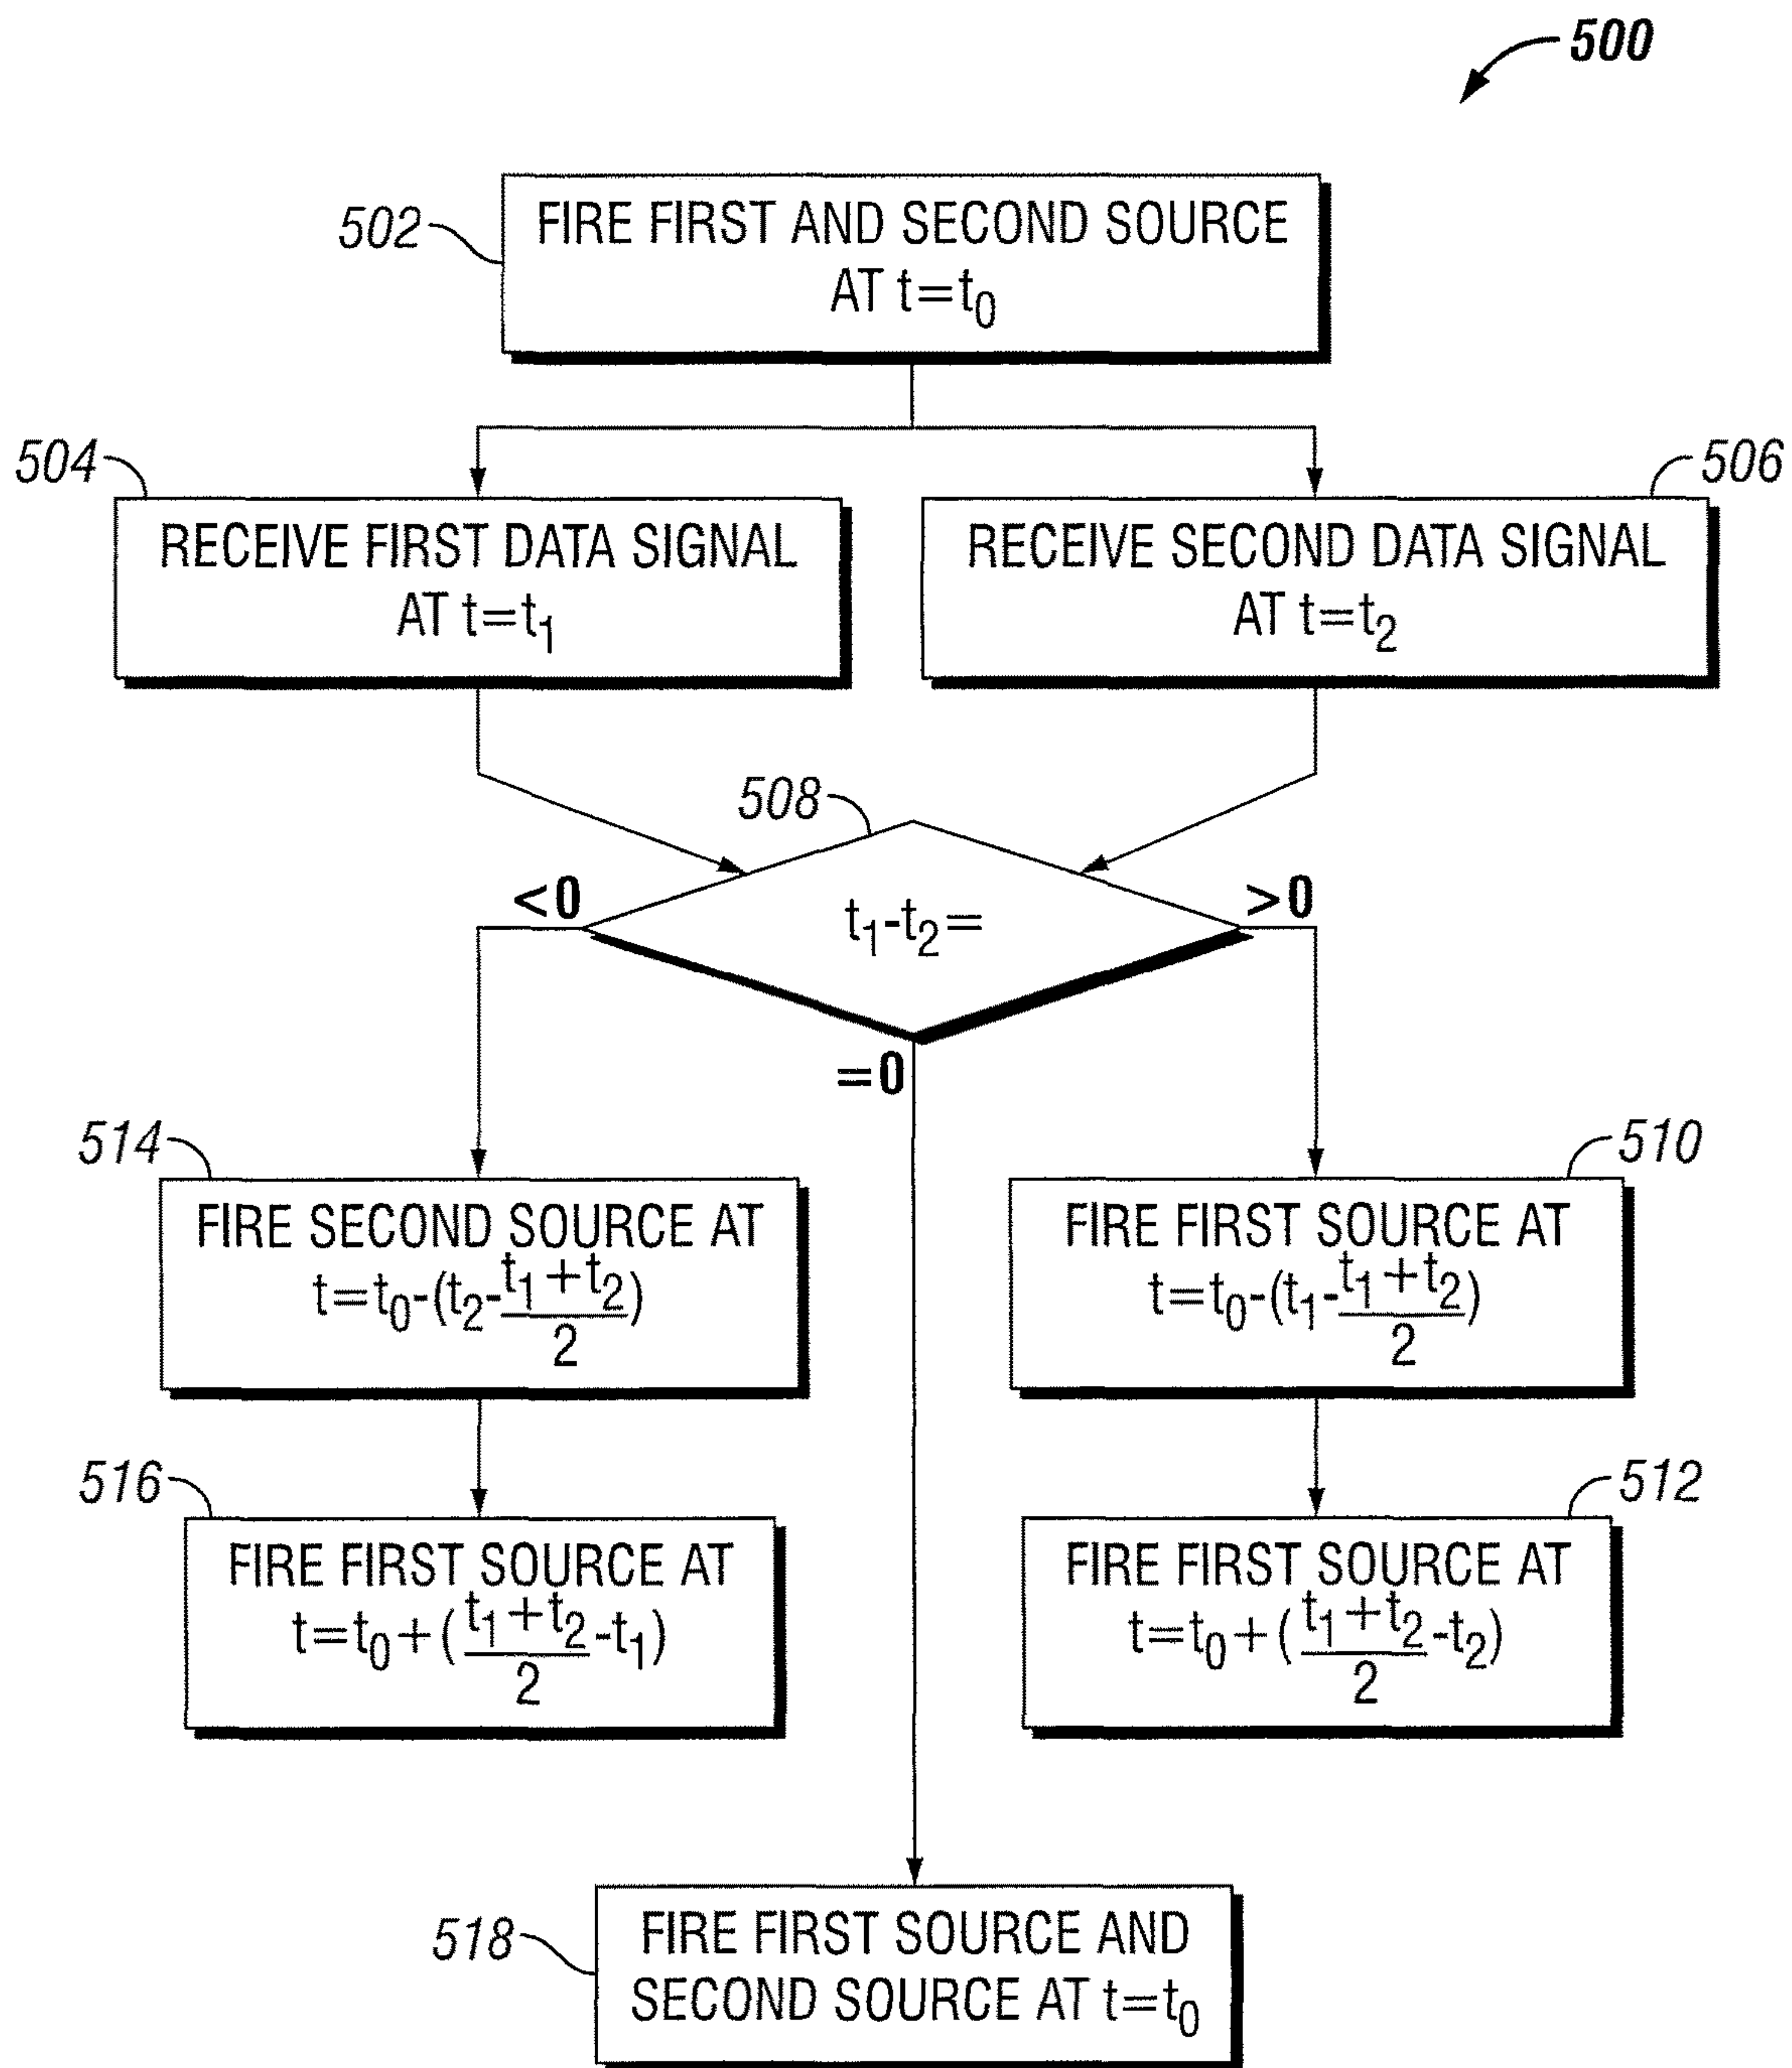 500
502
FIRE FIRST AND SECOND SOURCE
AT t=t₀
504
RECEIVE FIRST DATA SIGNAL
AT t=t₁
506
RECEIVE SECOND DATA SIGNAL
AT t=t₂
508
<0
t₁-t₂=
>0
=0
514
FIRE SECOND SOURCE AT
t=t₀-(t₂-(t₁+t₂)/2)
510
FIRE FIRST SOURCE AT
t=t₀-(t₁-(t₁+t₂)/2)
516
FIRE FIRST SOURCE AT
t=t₀+((t₁+t₂)/2-t₁)
512
FIRE FIRST SOURCE AT
t=t₀+((t₁+t₂)/2-t₂)
518
FIRE FIRST SOURCE AND
SECOND SOURCE AT t=t₀